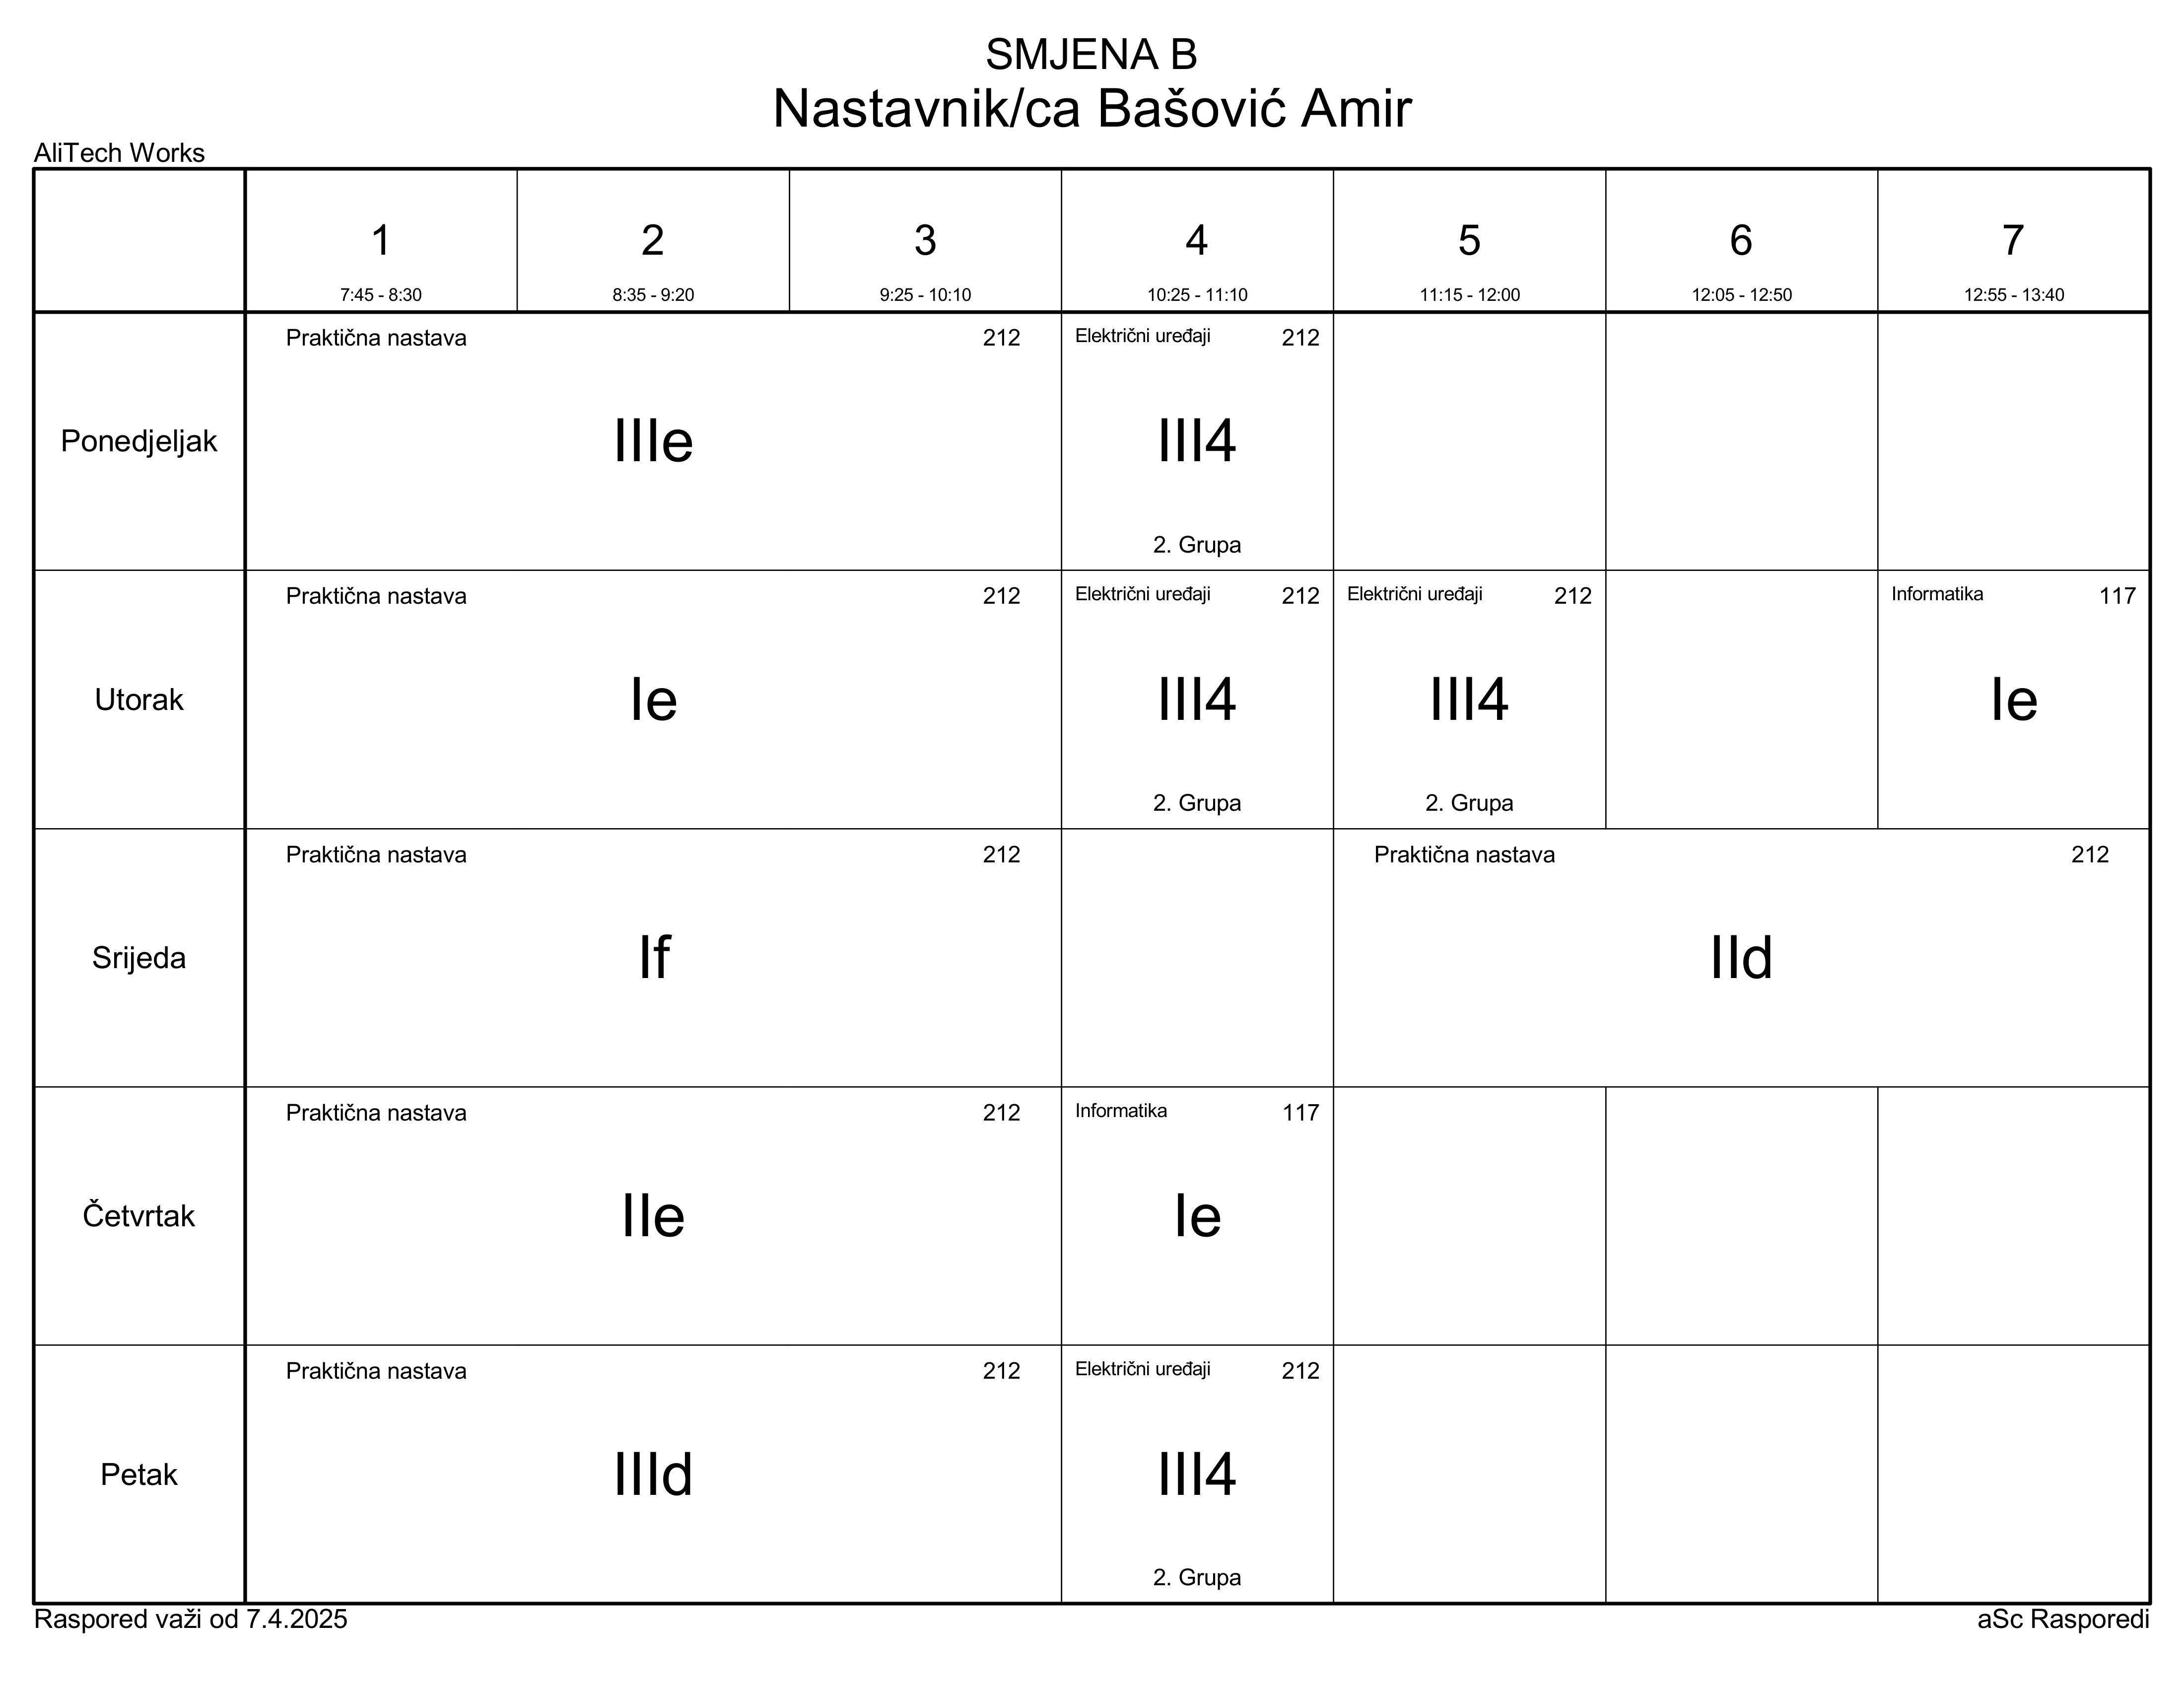 SMJENA B
Nastavnik/ca Bašović Amir
AliTech Works
1 2 3 4 5 6 7
7:45 - 8:30 8:35 - 9:20 9:25 - 10:10 10:25 - 11:10 11:15 - 12:00 12:05 - 12:50 12:55 - 13:40
Praktična nastava 212 Električni uređaji 212
Ponedjeljak IIIe III4
2. Grupa
Praktična nastava 212 Električni uređaji 212 Električni uređaji 212 Informatika 117
Utorak Ie III4 III4 Ie
2. Grupa 2. Grupa
Praktična nastava 212 Praktična nastava 212
Srijeda If IId
Praktična nastava 212 Informatika 117
Četvrtak IIe Ie
Praktična nastava 212 Električni uređaji 212
Petak IIId III4
2. Grupa
Raspored važi od 7.4.2025 aSc Rasporedi